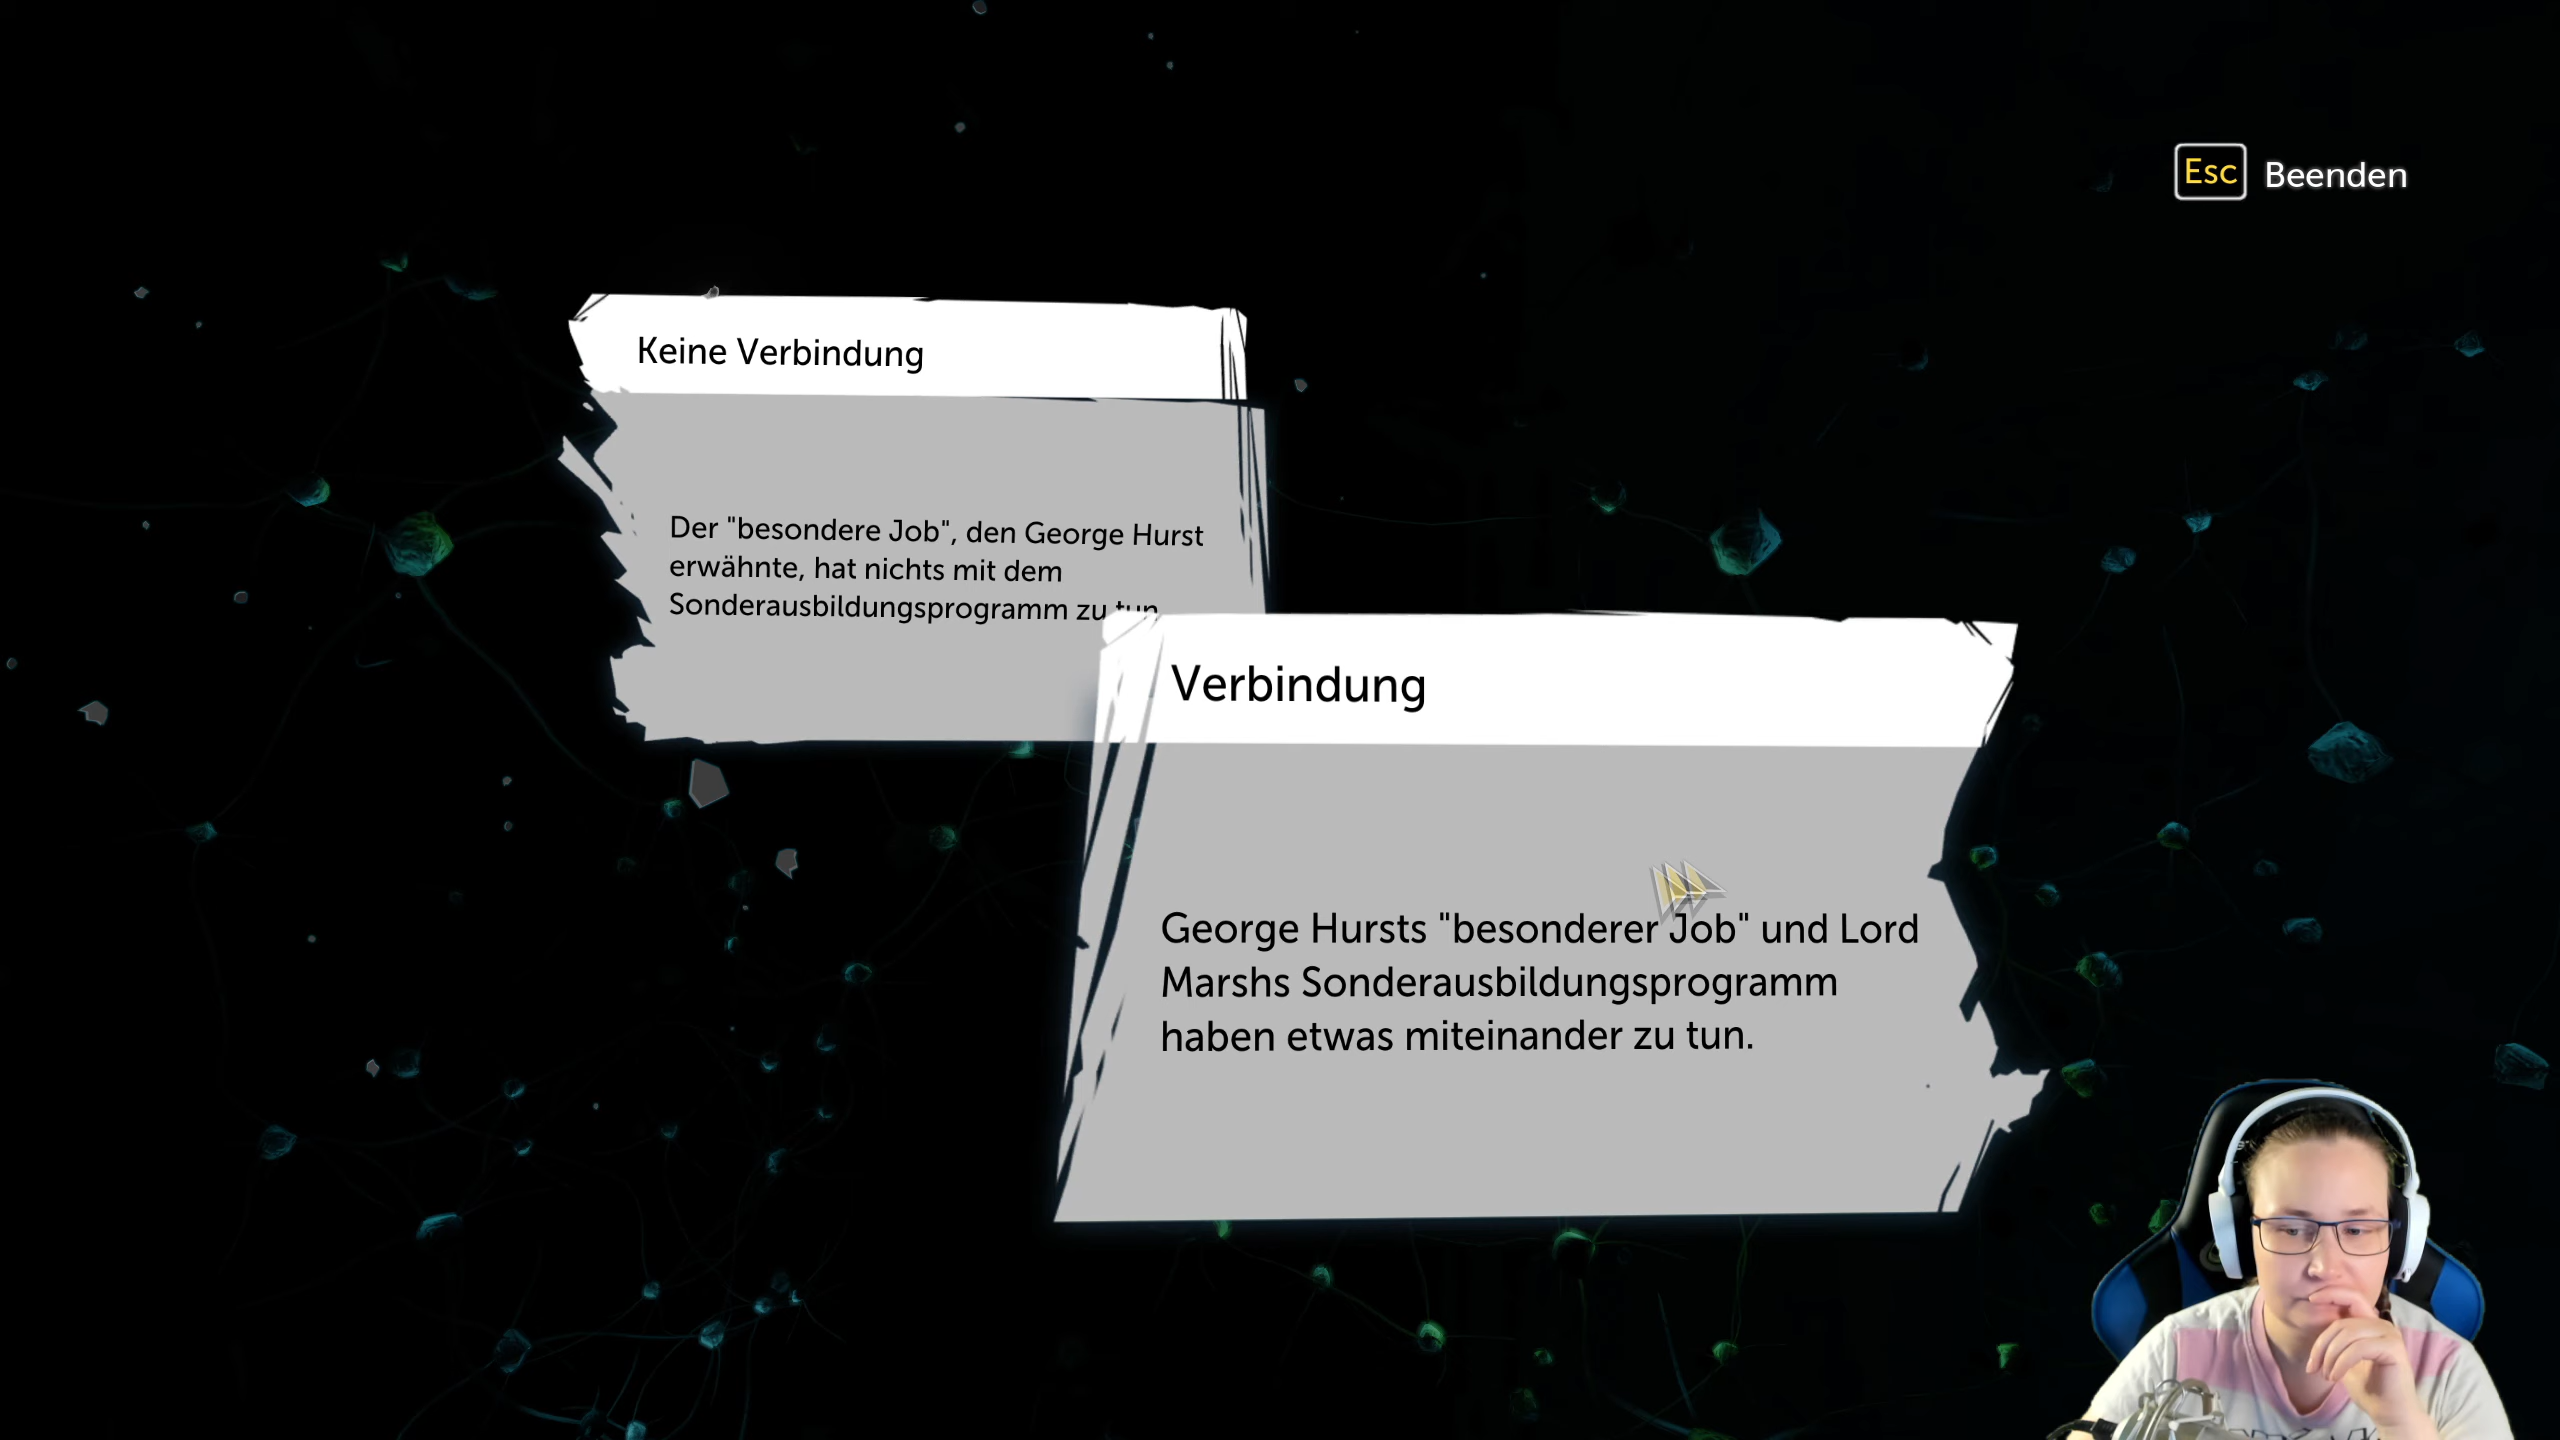 Esc Beenden
Keine Verbindung
Der "besondere Job", den George Hurst
erwähnte, hat nichts mit dem
Sonderausbildungsprogramm zu tun
Verbindung
George Hursts "besonderer Job" und Lord
Marshs Sonderausbildungsprogramm
haben etwas miteinander zu tun.